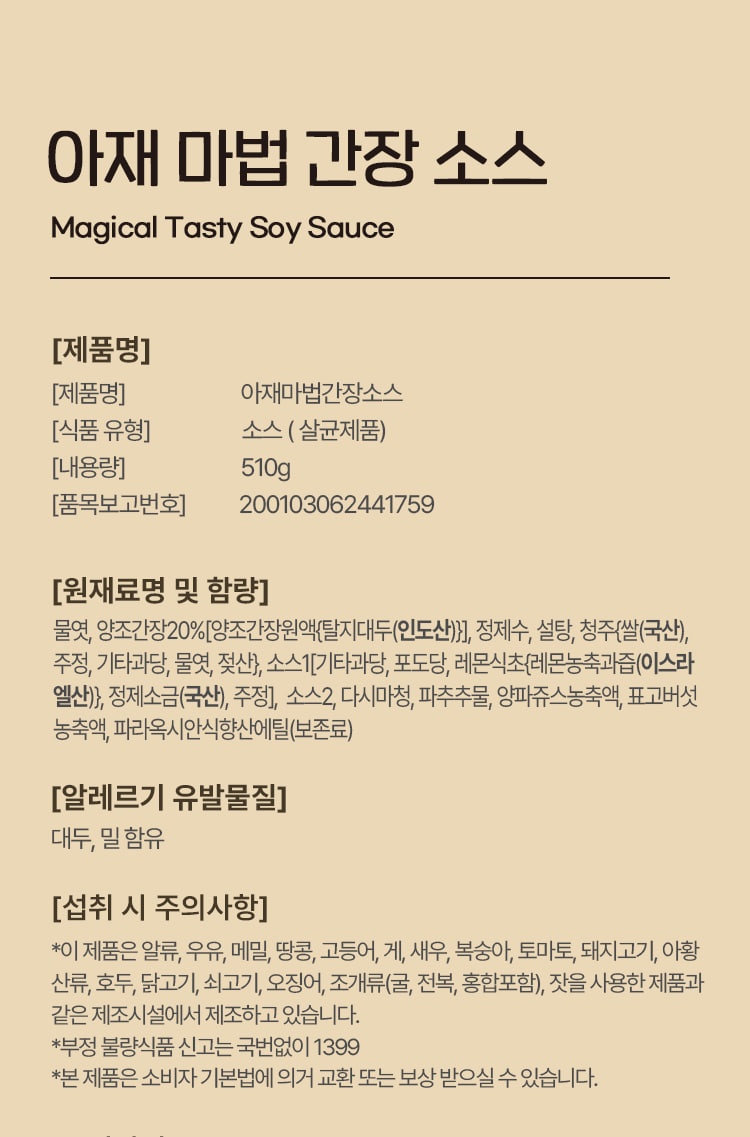 아재 마법 간장 소스
Magical Tasty Soy Sauce
[제품명]
[제품명] 아재마법간장소스
[식품 유형] 소스 ( 살균제품)
[내용량] 510g
[품목보고번호] 200103062441759
[원재료명 및 함량]
물엿, 양조간장20%[양조간장원액{탈지대두(인도산)}], 정제수, 설탕, 청주{쌀(국산),
주정, 기타과당, 물엿, 젖산}, 소스1[기타과당, 포도당, 레몬식초{레몬농축과즙(이스라
엘산)}, 정제소금(국산), 주정], 소스2, 다시마청, 파추추물, 양파쥬스농축액, 표고버섯
농축액, 파라옥시안식향산에틸(보존료)
[알레르기 유발물질]
대두, 밀 함유
[섭취 시 주의사항]
*이 제품은 알류, 우유, 메밀, 땅콩, 고등어, 게, 새우, 복숭아, 토마토, 돼지고기, 아황
산류, 호두, 닭고기, 쇠고기, 오징어, 조개류(굴, 전복, 홍합포함), 잣을 사용한 제품과
같은 제조시설에서 제조하고 있습니다.
*부정 불량식품 신고는 국번없이 1399
*본 제품은 소비자 기본법에 의거 교환 또는 보상 받으실 수 있습니다.